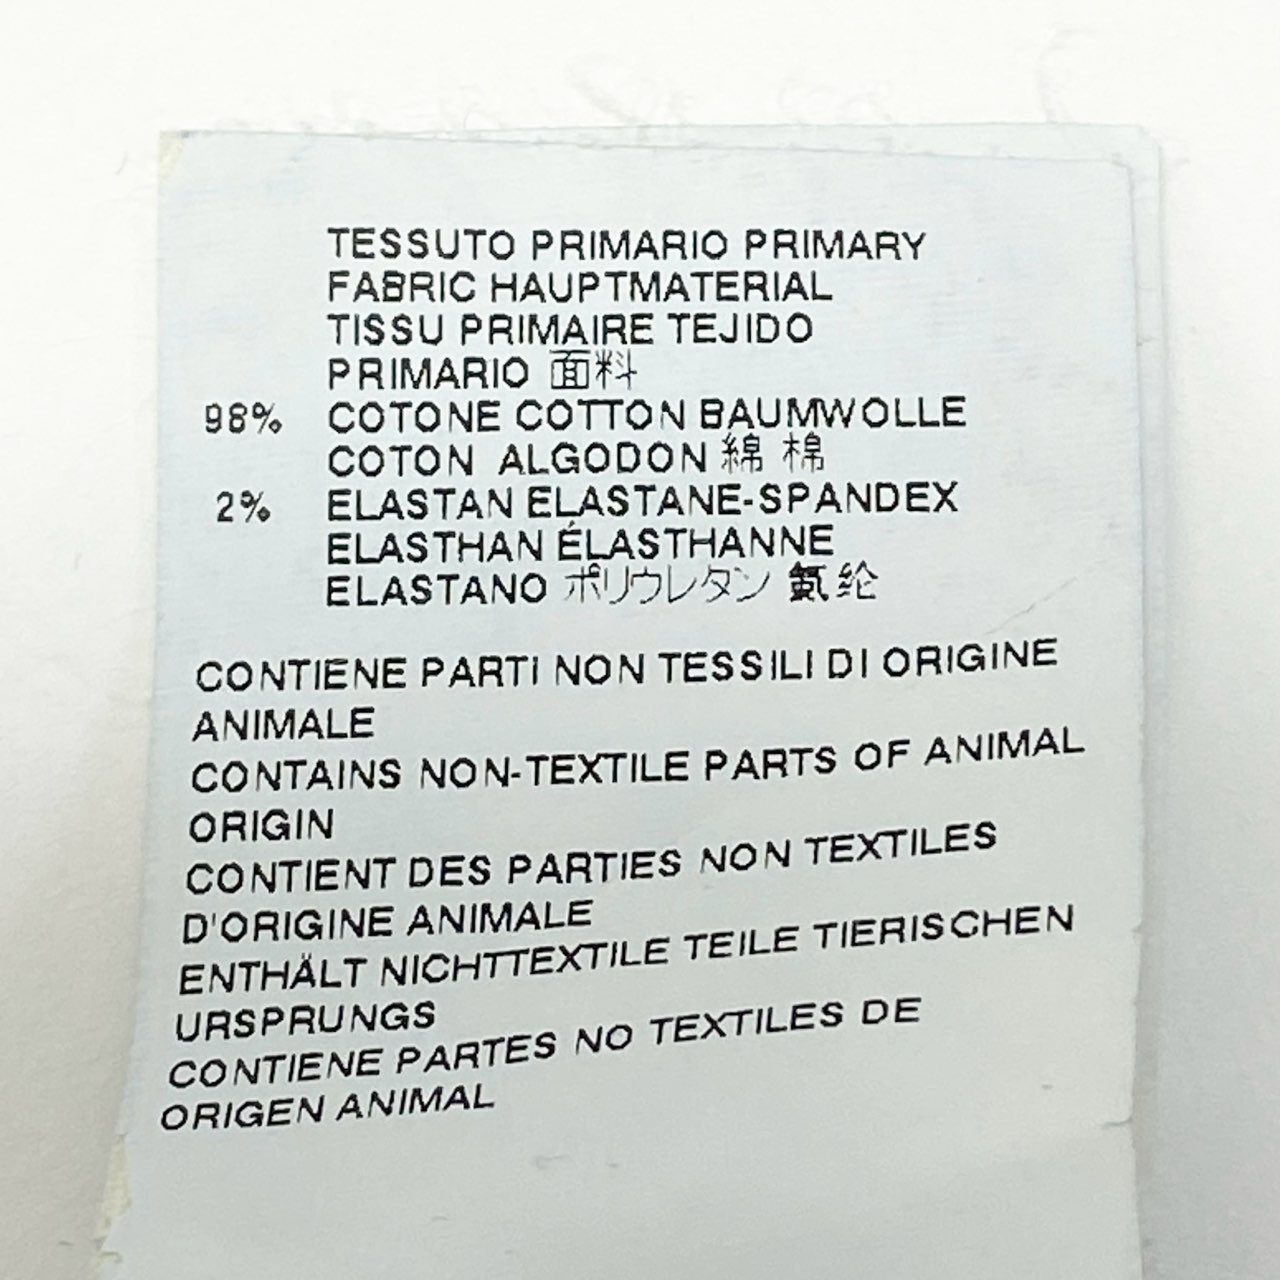 TESSUTO PRIMARIO PRIMARY
FABRIC HAUPTMATERIAL
TISSU PRIMAIRE TEJIDO
PRIMARIO 面料
98% COTONE COTTON BAUMWOLLE
COTON ALGODON 綿 棉
2% ELASTAN ELASTANE-SPANDEX
ELASTHAN ÉLASTHANNE
ELASTANO ポリウレタン 氨纶
CONTIENE PARTI NON TESSILI DI ORIGINE
ANIMALE
CONTAINS NON-TEXTILE PARTS OF ANIMAL
ORIGIN
CONTIENT DES PARTIES NON TEXTILES
D'ORIGINE ANIMALE
ENTHÄLT NICHTTEXTILE TEILE TIERISCHEN
URSPRUNGS
CONTIENE PARTES NO TEXTILES DE
ORIGEN ANIMAL